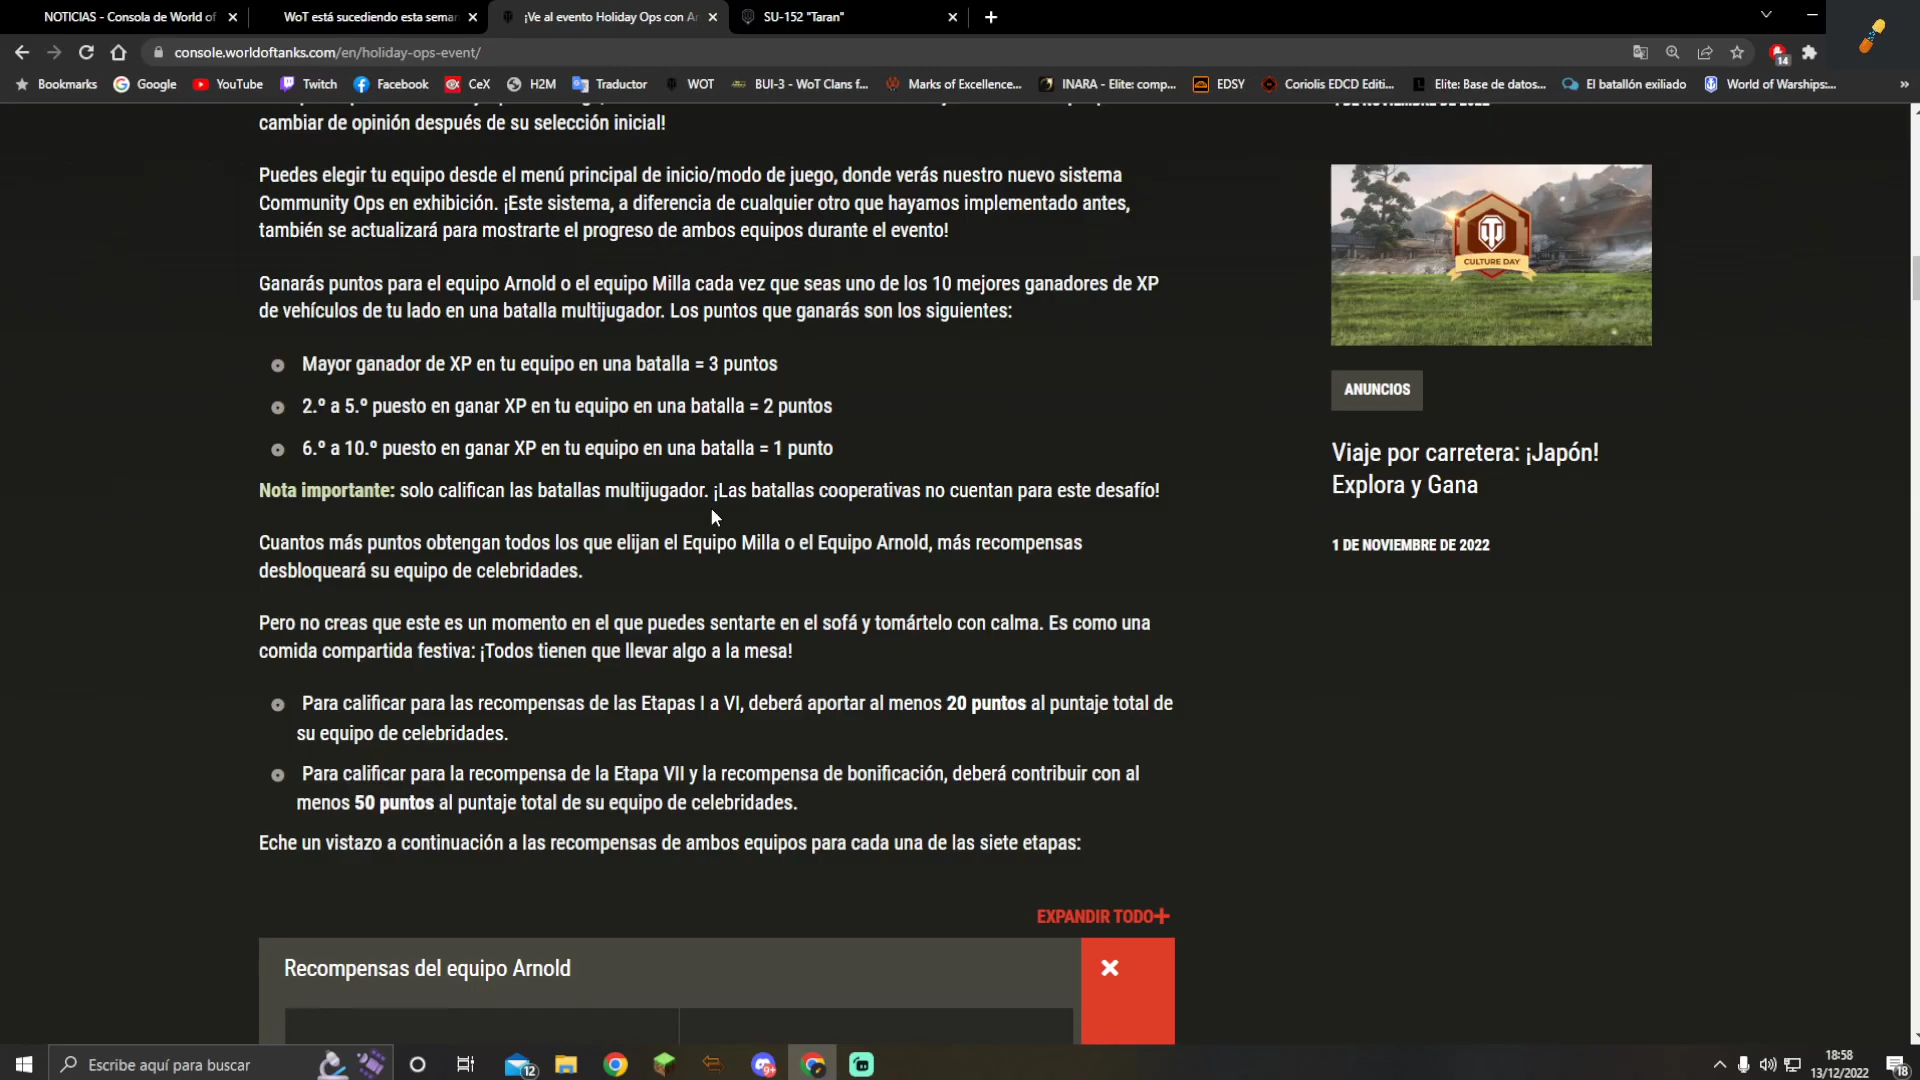 NOTICIAS - Consola de World of
WoT está sucediendo esta sema
¡Ve al evento Holiday Ops con Ar
SU-152 "Taran"
console.worldoftanks.com/en/holiday-ops-event/
14
Bookmarks
Google
YouTube
Twitch
Facebook
CeX
H2M
Traductor
WOT
BUI-3 - WoT Clans f...
Marks of Excellence...
INARA - Elite: comp...
EDSY
Coriolis EDCD Editi...
Elite: Base de datos...
El batallón exiliado
World of Warships:...
»
cambiar de opinión después de su selección inicial!
Puedes elegir tu equipo desde el menú principal de inicio/modo de juego, donde verás nuestro nuevo sistema
Community Ops en exhibición. ¡Este sistema, a diferencia de cualquier otro que hayamos implementado antes,
también se actualizará para mostrarte el progreso de ambos equipos durante el evento!
Ganarás puntos para el equipo Arnold o el equipo Milla cada vez que seas uno de los 10 mejores ganadores de XP
de vehículos de tu lado en una batalla multijugador. Los puntos que ganarás son los siguientes:
Mayor ganador de XP en tu equipo en una batalla = 3 puntos
2.º a 5.º puesto en ganar XP en tu equipo en una batalla = 2 puntos
6.º a 10.º puesto en ganar XP en tu equipo en una batalla = 1 punto
Nota importante: solo califican las batallas multijugador. ¡Las batallas cooperativas no cuentan para este desafío!
Cuantos más puntos obtengan todos los que elijan el Equipo Milla o el Equipo Arnold, más recompensas
desbloqueará su equipo de celebridades.
Pero no creas que este es un momento en el que puedes sentarte en el sofá y tomártelo con calma. Es como una
comida compartida festiva: ¡Todos tienen que llevar algo a la mesa!
Para calificar para las recompensas de las Etapas I a VI, deberá aportar al menos 20 puntos al puntaje total de
su equipo de celebridades.
Para calificar para la recompensa de la Etapa VII y la recompensa de bonificación, deberá contribuir con al
menos 50 puntos al puntaje total de su equipo de celebridades.
Eche un vistazo a continuación a las recompensas de ambos equipos para cada una de las siete etapas:
EXPANDIR TODO+
Recompensas del equipo Arnold
CULTURE DAY
ANUNCIOS
Viaje por carretera: ¡Japón!
Explora y Gana
1 DE NOVIEMBRE DE 2022
Escribe aquí para buscar
12
9+
18:58
13/12/2022
18